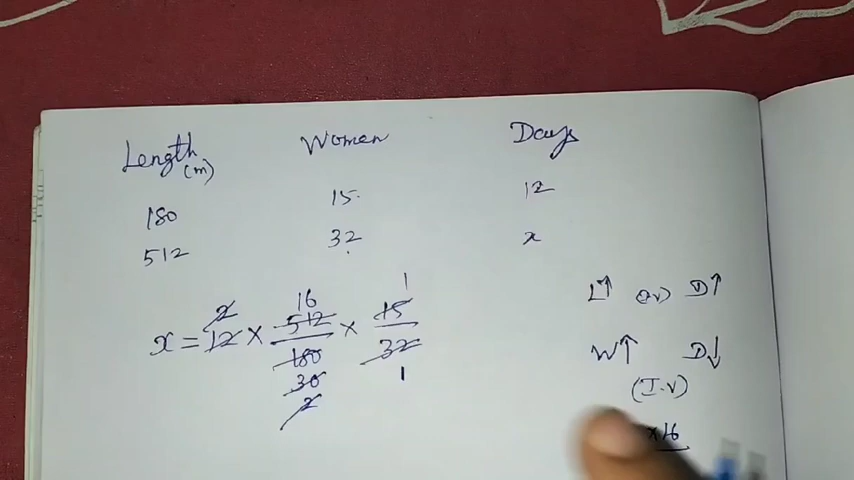 Length Women Days
(m)
180 15 12
512 32 x
L↑ (D.V) D↑
2 16 1
x = 12 × 512/180 × 15/32
30 1
2
W↑ D↓
(I.V)
×16